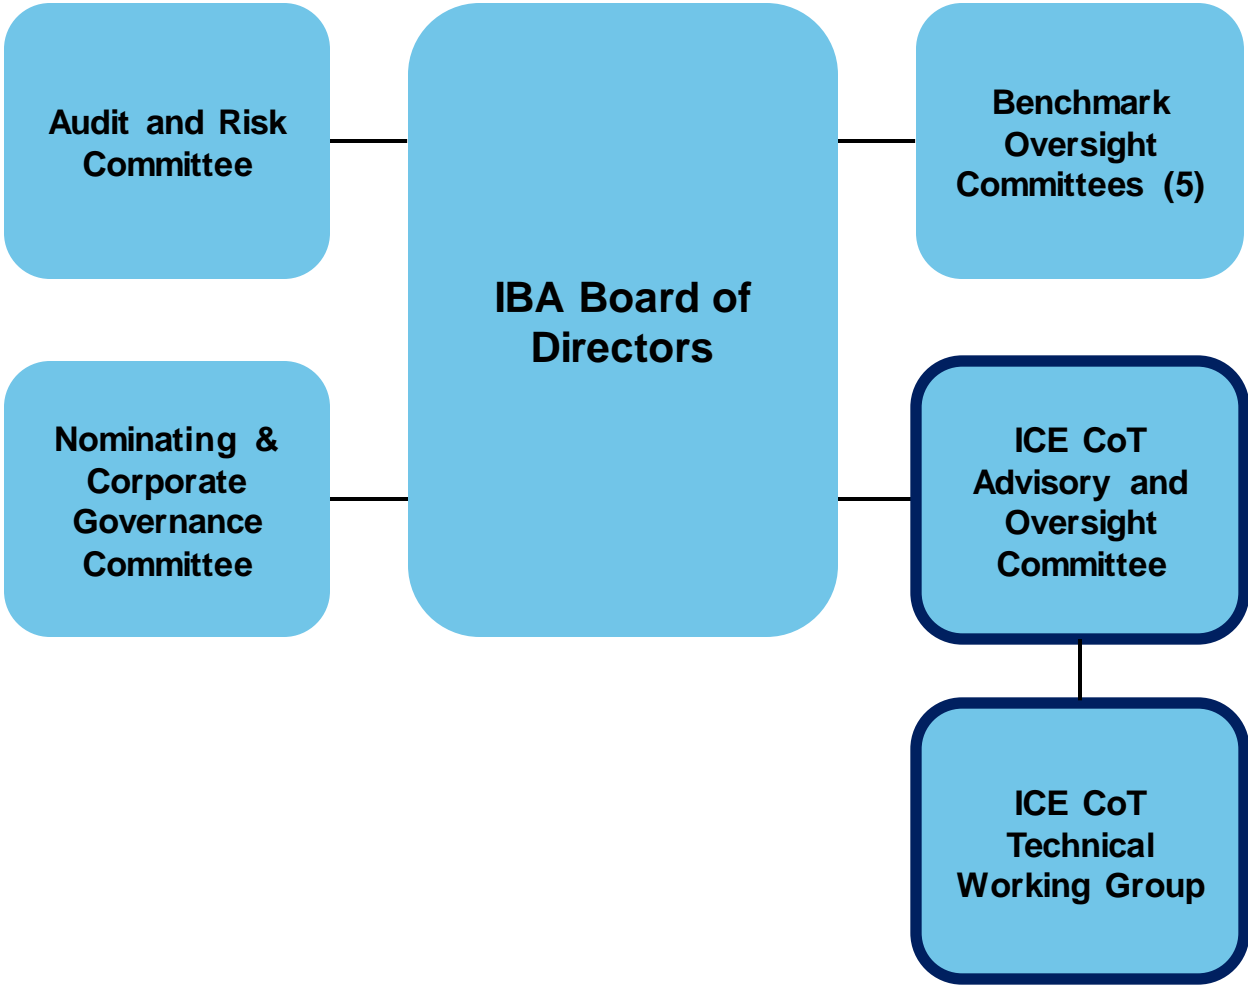 Audit and Risk
Committee
IBA Board of
Directors
Benchmark
Oversight
Committees (5)
Nominating &
Corporate
Governance
Committee
ICE CoT
Advisory and
Oversight
Committee
ICE CoT
Technical
Working Group